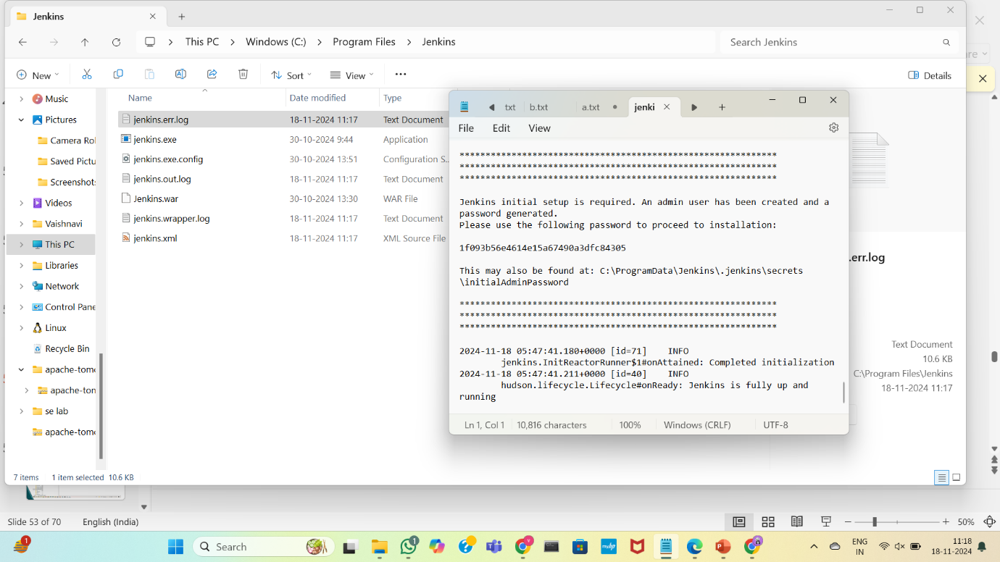 Jenkins
This PC > Windows (C:) > Program Files > Jenkins
Search Jenkins
New
Sort
View
Details
Music
Pictures
Camera Rol
Saved Pictu
Screenshots
Videos
Vaishnavi
This PC
Libraries
Network
Control Pane
Linux
Recycle Bin
apache-tomc
apache-ton
se lab
apache-tomc
Name Date modified Type
jenkins.err.log 18-11-2024 11:17 Text Document
jenkins.exe 30-10-2024 9:44 Application
jenkins.exe.config 30-10-2024 13:51 Configuration S...
jenkins.out.log 18-11-2024 11:17 Text Document
Jenkins.war 30-10-2024 13:30 WAR File
jenkins.wrapper.log 18-11-2024 11:17 Text Document
jenkins.xml 18-11-2024 11:17 XML Source File
txt b.txt a.txt jenki
File Edit View
*************************************************************
*************************************************************
*************************************************************
Jenkins initial setup is required. An admin user has been created and a
password generated.
Please use the following password to proceed to installation:
1f093b56e4614e15a67490a3dfc84305
This may also be found at: C:\ProgramData\Jenkins\.jenkins\secrets
\initialAdminPassword
*************************************************************
*************************************************************
*************************************************************
2024-11-18 05:47:41.180+0000 [id=71] INFO
jenkins.InitReactorRunner$1#onAttained: Completed initialization
2024-11-18 05:47:41.211+0000 [id=40] INFO
hudson.lifecycle.Lifecycle#onReady: Jenkins is fully up and
running
Ln 1, Col 1 10,816 characters 100% Windows (CRLF) UTF-8
.err.log
Text Document
10.6 KB
C:\Program Files\Jenkins
18-11-2024 11:17
7 items 1 item selected 10.6 KB
Slide 53 of 70 English (India) 50%
1 Search 1 ENG
IN
11:18
18-11-2024